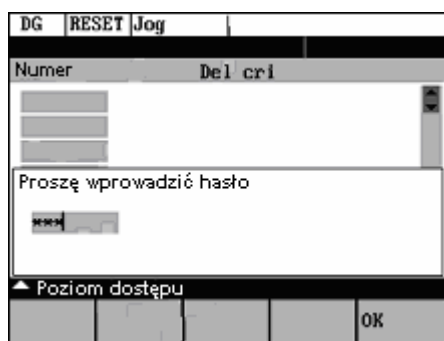 DG RESET Jog
Numer Del cri
Proszę wprowadzić hasło
***
Poziom dostępu
OK